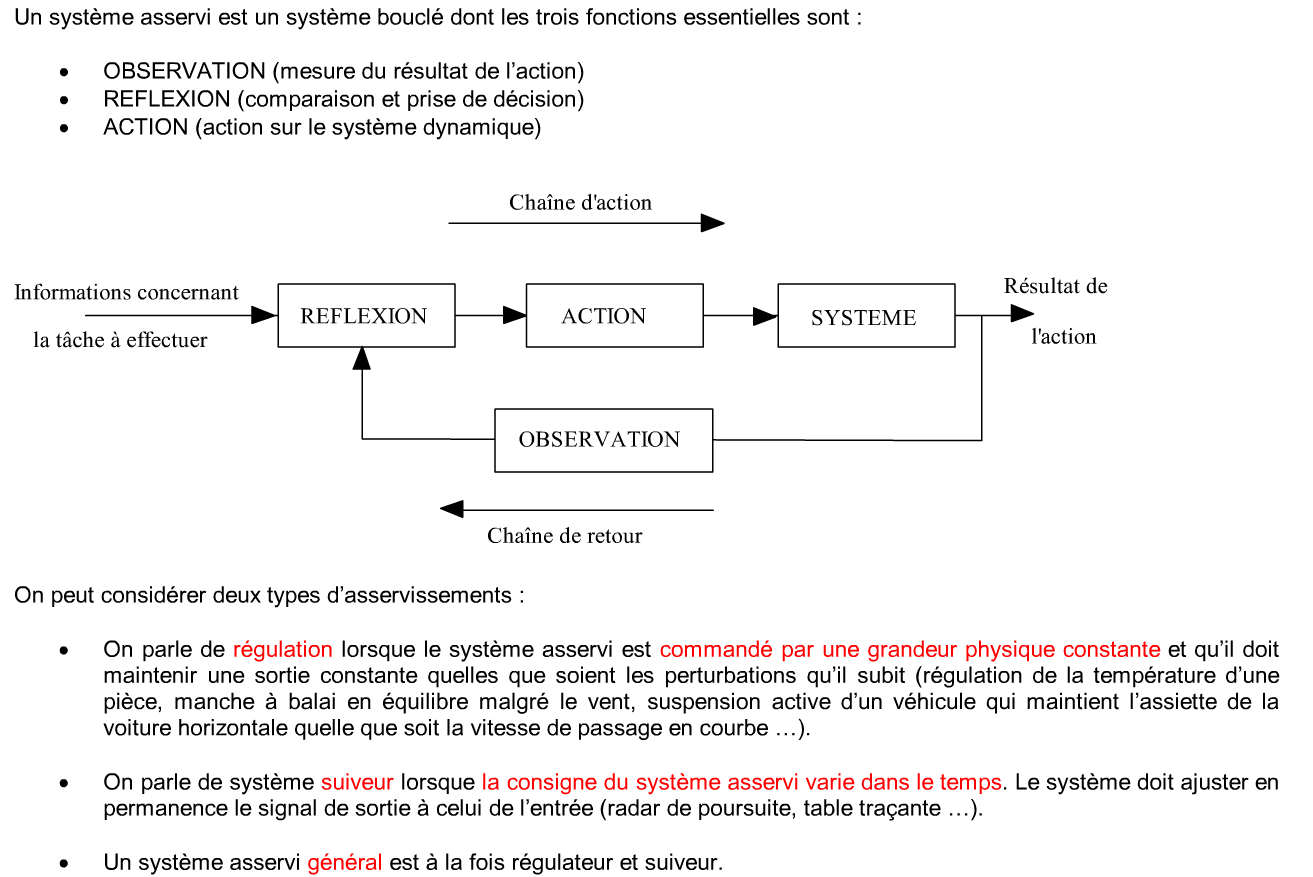 Un système asservi est un système bouclé dont les trois fonctions essentielles sont :
• OBSERVATION (mesure du résultat de l'action)
• REFLEXION (comparaison et prise de décision)
• ACTION (action sur le système dynamique)
Chaîne d'action
Informations concernant
la tâche à effectuer
REFLEXION
ACTION
SYSTEME
Résultat de
l'action
OBSERVATION
Chaîne de retour
On peut considérer deux types d'asservissements :
• On parle de régulation lorsque le système asservi est commandé par une grandeur physique constante et qu'il doit
maintenir une sortie constante quelles que soient les perturbations qu'il subit (régulation de la température d'une
pièce, manche à balai en équilibre malgré le vent, suspension active d'un véhicule qui maintient l'assiette de la
voiture horizontale quelle que soit la vitesse de passage en courbe …).
• On parle de système suiveur lorsque la consigne du système asservi varie dans le temps. Le système doit ajuster en
permanence le signal de sortie à celui de l'entrée (radar de poursuite, table traçante …).
• Un système asservi général est à la fois régulateur et suiveur.